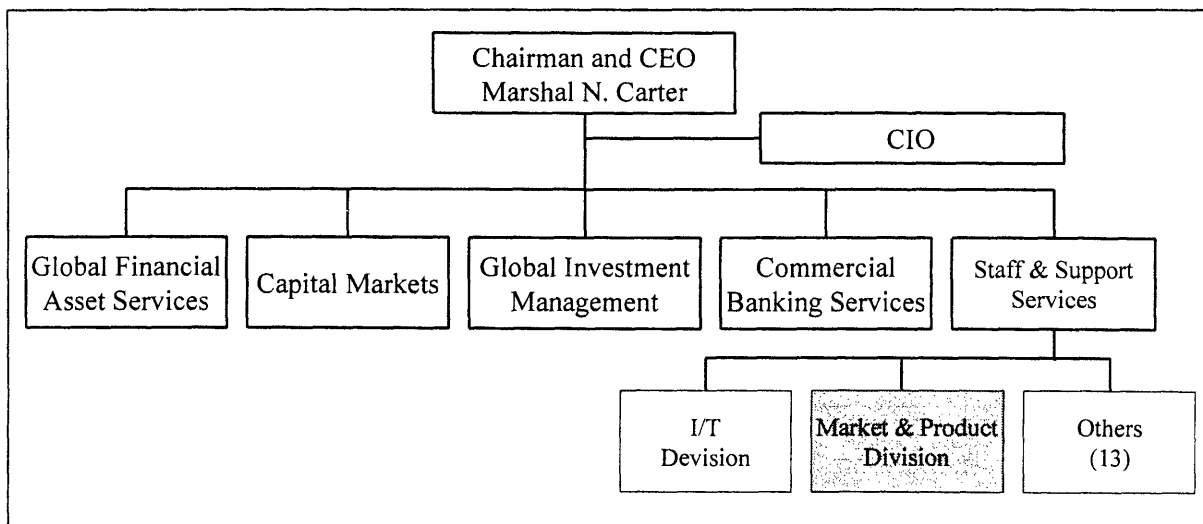 Chairman and CEO
Marshal N. Carter
CIO
Global Financial
Asset Services
Capital Markets
Global Investment
Management
Commercial
Banking Services
Staff & Support
Services
I/T
Devision
Market & Product
Division
Others
(13)